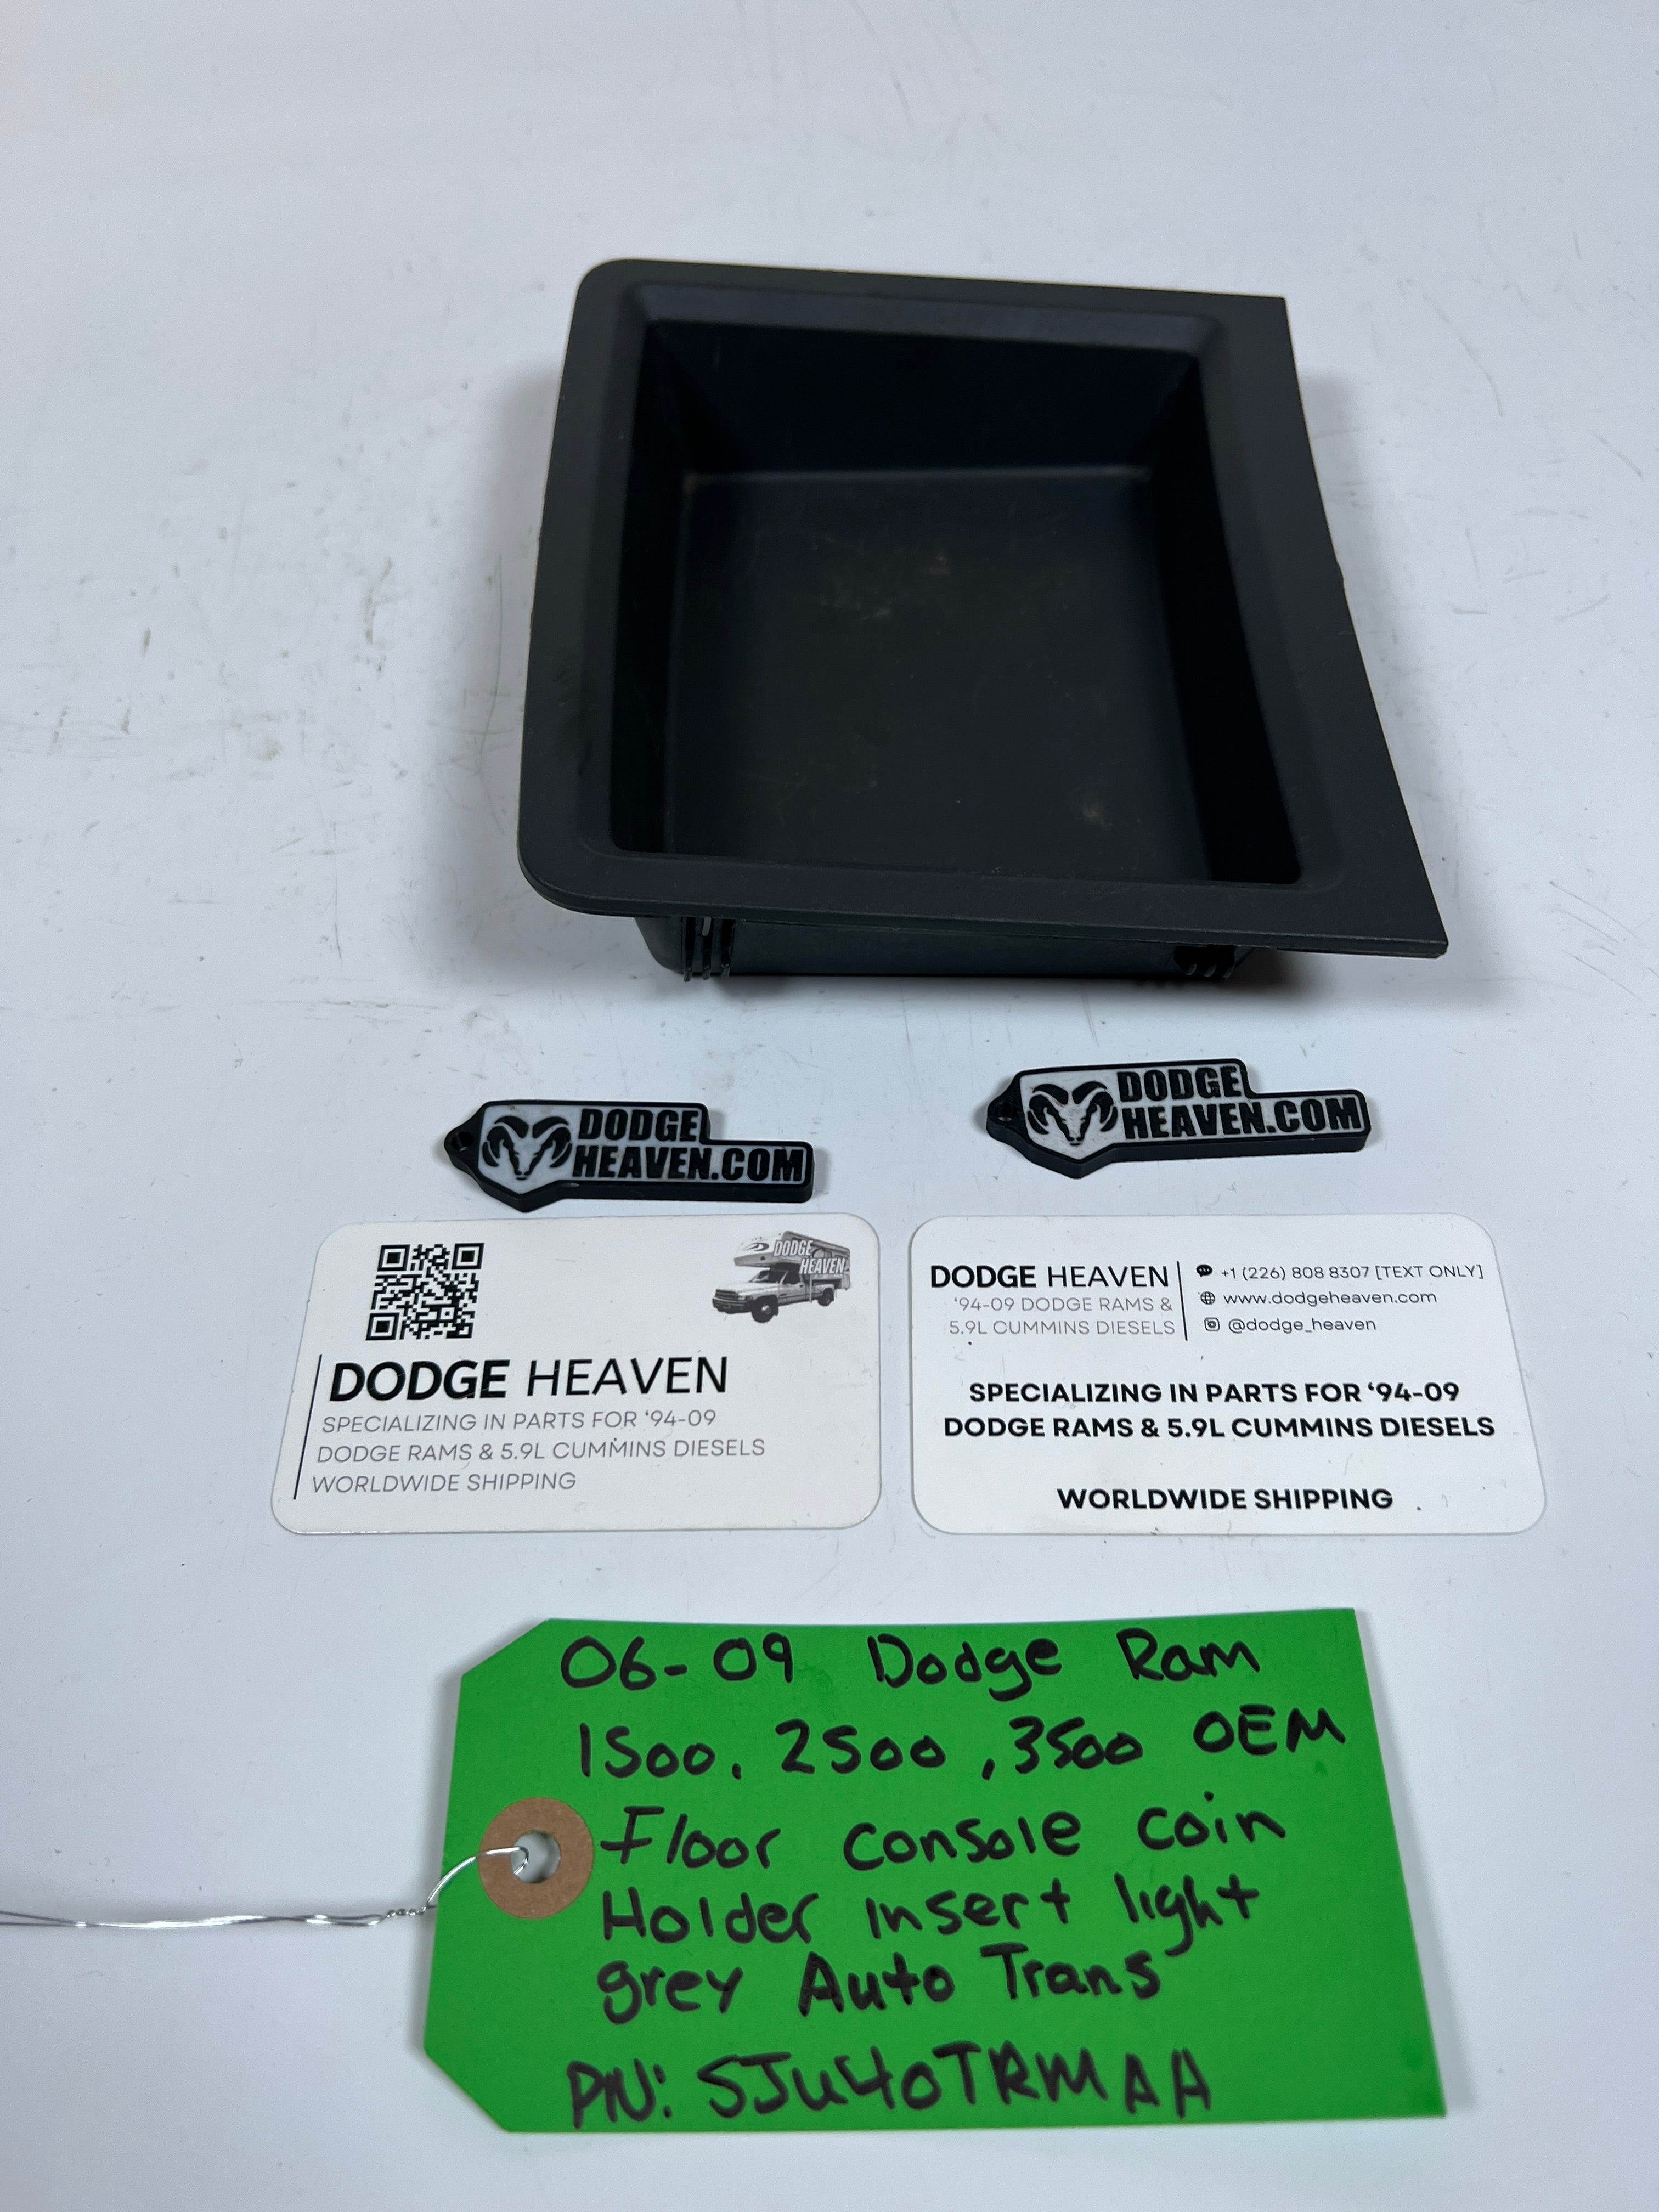 DODGE
HEAVEN.COM
DODGE
HEAVEN.COM
DODGE
HEAVEN
DODGE HEAVEN
SPECIALIZING IN PARTS FOR ‘94-09
DODGE RAMS & 5.9L CUMMINS DIESELS
WORLDWIDE SHIPPING
DODGE HEAVEN
‘94-09 DODGE RAMS &
5.9L CUMMINS DIESELS
+1 (226) 808 8307 [TEXT ONLY]
www.dodgeheaven.com
@dodge_heaven
SPECIALIZING IN PARTS FOR ‘94-09
DODGE RAMS & 5.9L CUMMINS DIESELS
WORLDWIDE SHIPPING
06-09 Dodge Ram
1500, 2500, 3500 OEM
Floor console coin
Holder insert light
grey Auto Trans
PN: 5JU40TRMAA